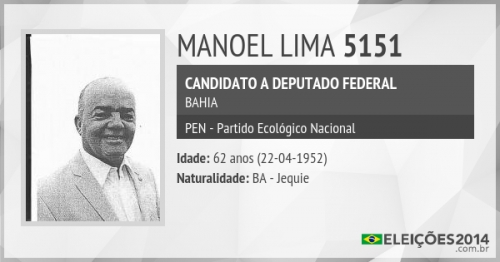 MANOEL LIMA 5151
CANDIDATO A DEPUTADO FEDERAL
BAHIA
PEN - Partido Ecológico Nacional
Idade: 62 anos (22-04-1952)
Naturalidade: BA - Jequie
ELEIÇÕES2014
.com.br